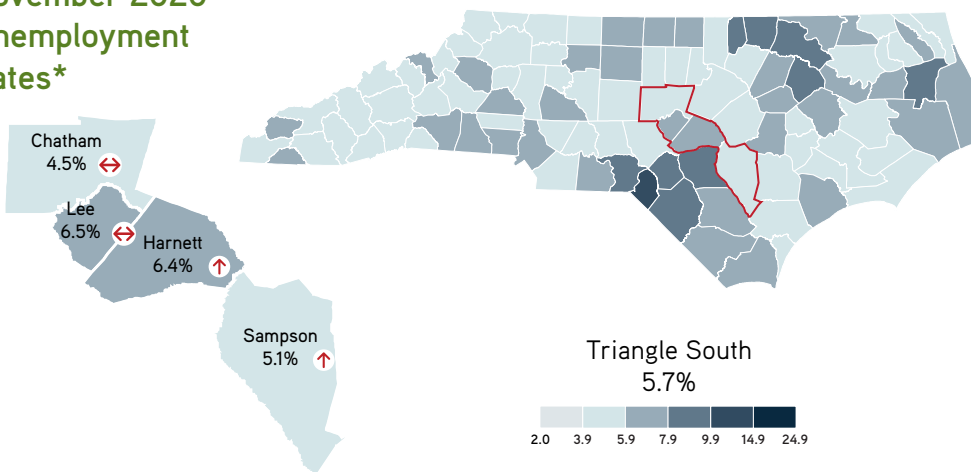 2020
nemployment
ates*
Chatham
4.5%
Lee
6.5%
Harnett
6.4%
Sampson
5.1%
Triangle South
5.7%
2.0 3.9 5.9 7.9 9.9 14.9 24.9